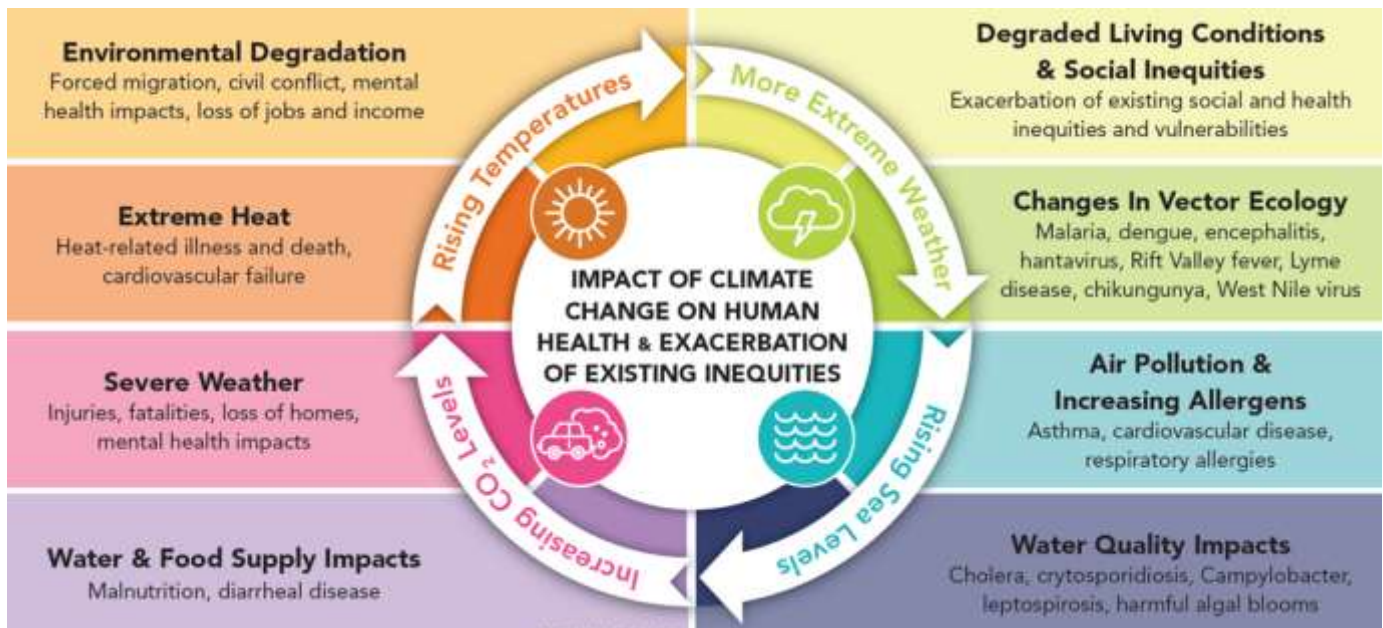 Environmental Degradation
Forced migration, civil conflict, mental
health impacts, loss of jobs and income
Extreme Heat
Heat-related illness and death,
cardiovascular failure
Severe Weather
Injuries, fatalities, loss of homes,
mental health impacts
Water & Food Supply Impacts
Malnutrition, diarrheal disease
Rising Temperatures
More Extreme Weather
Rising Sea Levels
Increasing CO₂ Levels
IMPACT OF CLIMATE
CHANGE ON HUMAN
HEALTH & EXACERBATION
OF EXISTING INEQUITIES
Degraded Living Conditions
& Social Inequities
Exacerbation of existing social and health
inequities and vulnerabilities
Changes In Vector Ecology
Malaria, dengue, encephalitis,
hantavirus, Rift Valley fever, Lyme
disease, chikungunya, West Nile virus
Air Pollution &
Increasing Allergens
Asthma, cardiovascular disease,
respiratory allergies
Water Quality Impacts
Cholera, crytosporidiosis, Campylobacter,
leptospirosis, harmful algal blooms